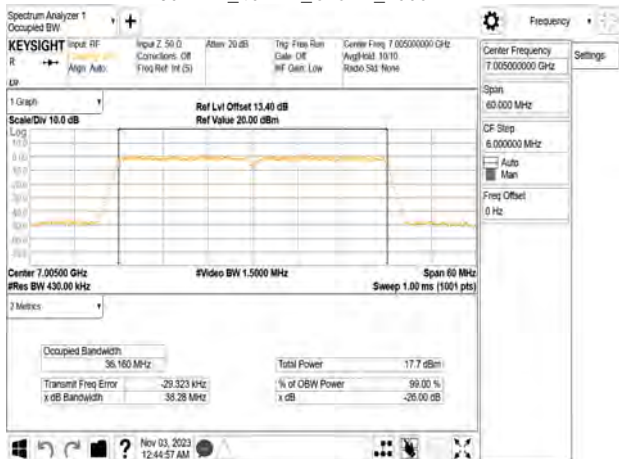 Spectrum Analyzer 1
Occupied BW
Frequency
KEYSIGHT
Input: RF
Input Z: 50 Ω
Atten: 20 dB
Trig: Free Run
Center Freq: 7.005000000 GHz
R
Corrections: Off
Gate: Off
Avg|Hold: 10/10
Align: Auto
Freq Ref: Int (S)
#IF Gain: Low
Radio Std: None
Center Frequency
7.005000000 GHz
Settings
Span
60.000 MHz
CF Step
6.000000 MHz
Auto
Man
Freq Offset
0 Hz
1 Graph
Ref Lvl Offset 13.40 dB
Scale/Div 10.0 dB
Ref Value 20.00 dBm
Log
Center 7.00500 GHz
#Video BW 1.5000 MHz
Span 60 MHz
#Res BW 430.00 kHz
Sweep 1.00 ms (1001 pts)
2 Metrics
Occupied Bandwidth
36.160 MHz
Total Power
17.7 dBm
Transmit Freq Error
-29.323 kHz
% of OBW Power
99.00 %
x dB Bandwidth
38.28 MHz
x dB
-26.00 dB
Nov 03, 2023
12:44:57 AM